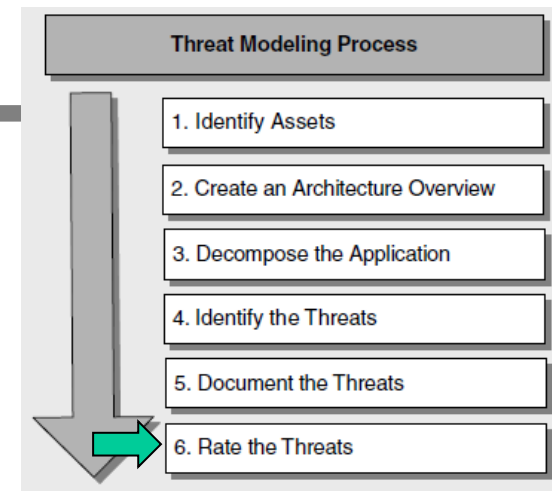 Threat Modeling Process
1. Identify Assets
2. Create an Architecture Overview
3. Decompose the Application
4. Identify the Threats
5. Document the Threats
6. Rate the Threats